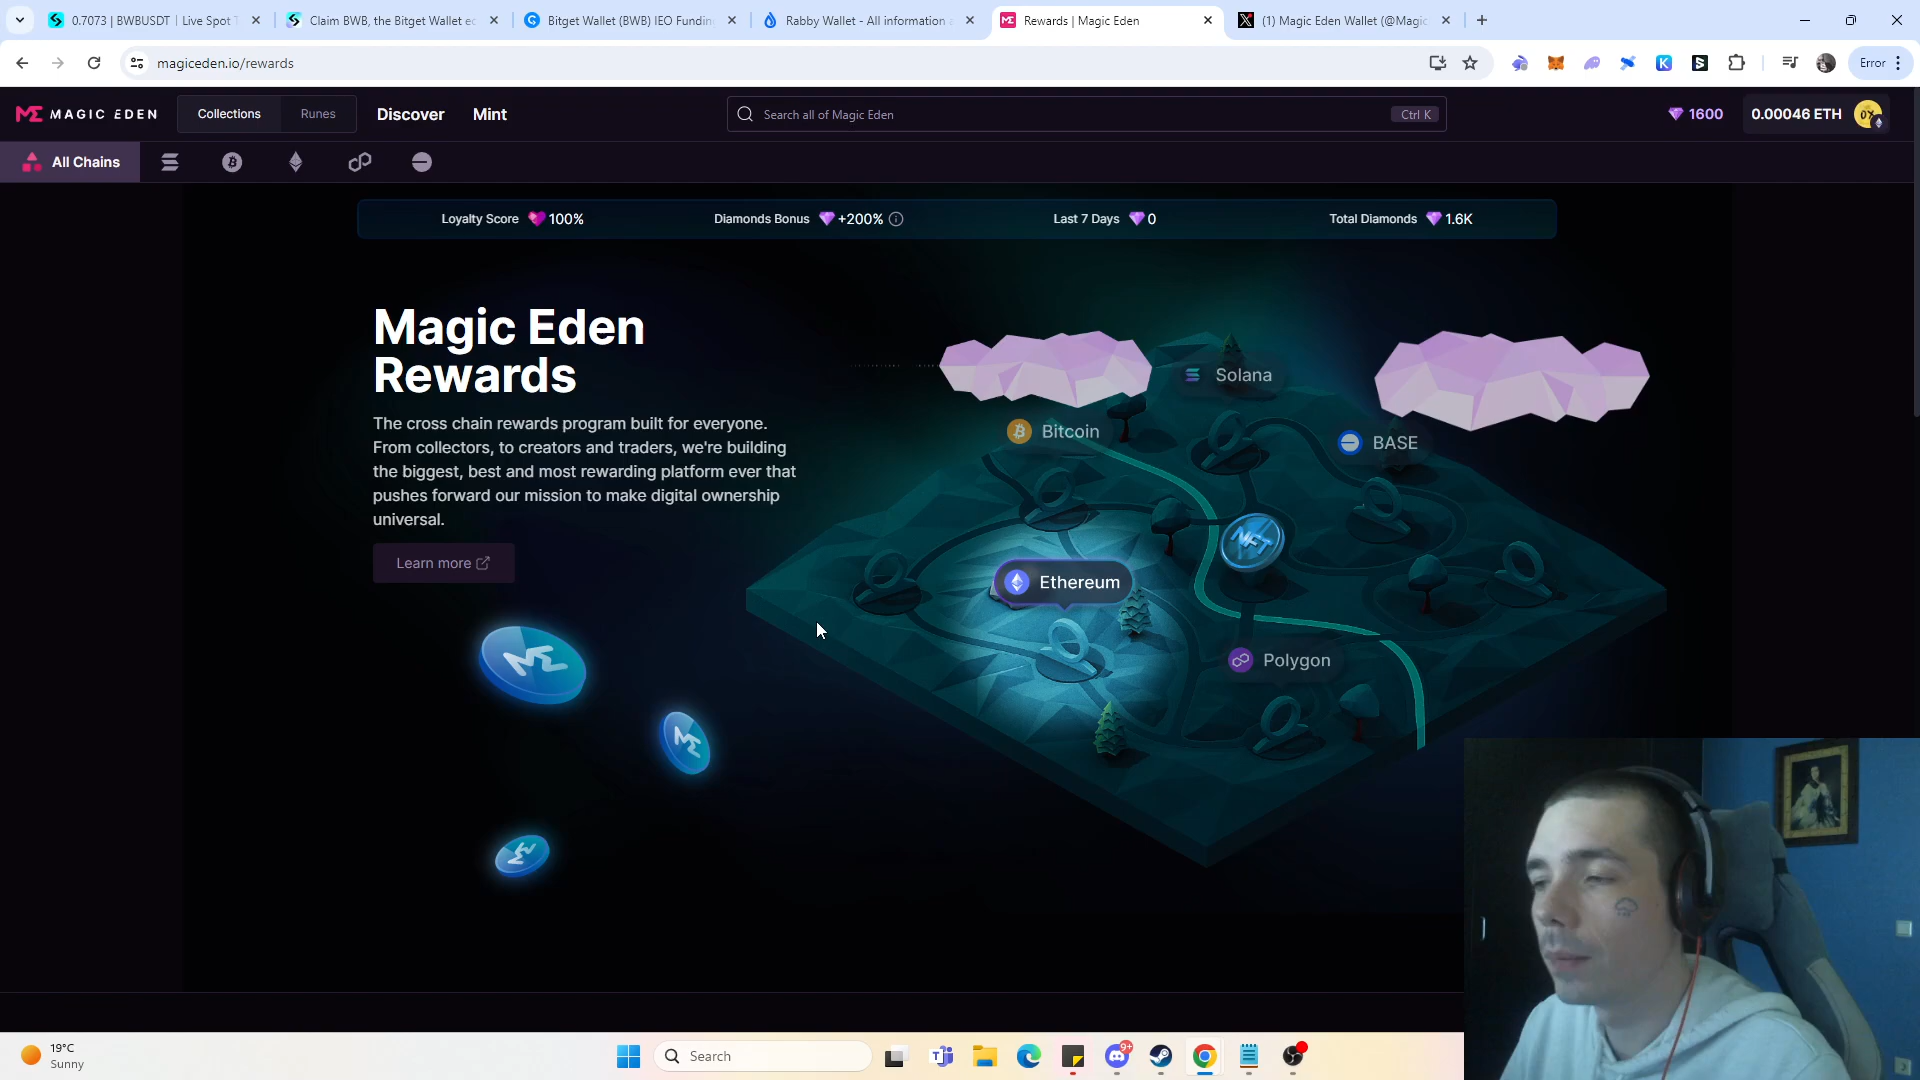 0.7073 | BWBUSDT | Live Spot T
Claim BWB, the Bitget Wallet ec
Bitget Wallet (BWB) IEO Fundin
Rabby Wallet - All information a
Rewards | Magic Eden
(1) Magic Eden Wallet (@Magic
magiceden.io/rewards
Error
MAGIC EDEN
Collections
Runes
Discover
Mint
Search all of Magic Eden
Ctrl K
1600
0.00046 ETH
All Chains
Loyalty Score 100%
Diamonds Bonus +200%
Last 7 Days 0
Total Diamonds 1.6K
Magic Eden
Rewards
The cross chain rewards program built for everyone.
From collectors, to creators and traders, we're building
the biggest, best and most rewarding platform ever that
pushes forward our mission to make digital ownership
universal.
Learn more
Solana
Bitcoin
BASE
NFT
Ethereum
Polygon
19°C
Sunny
Search
9+